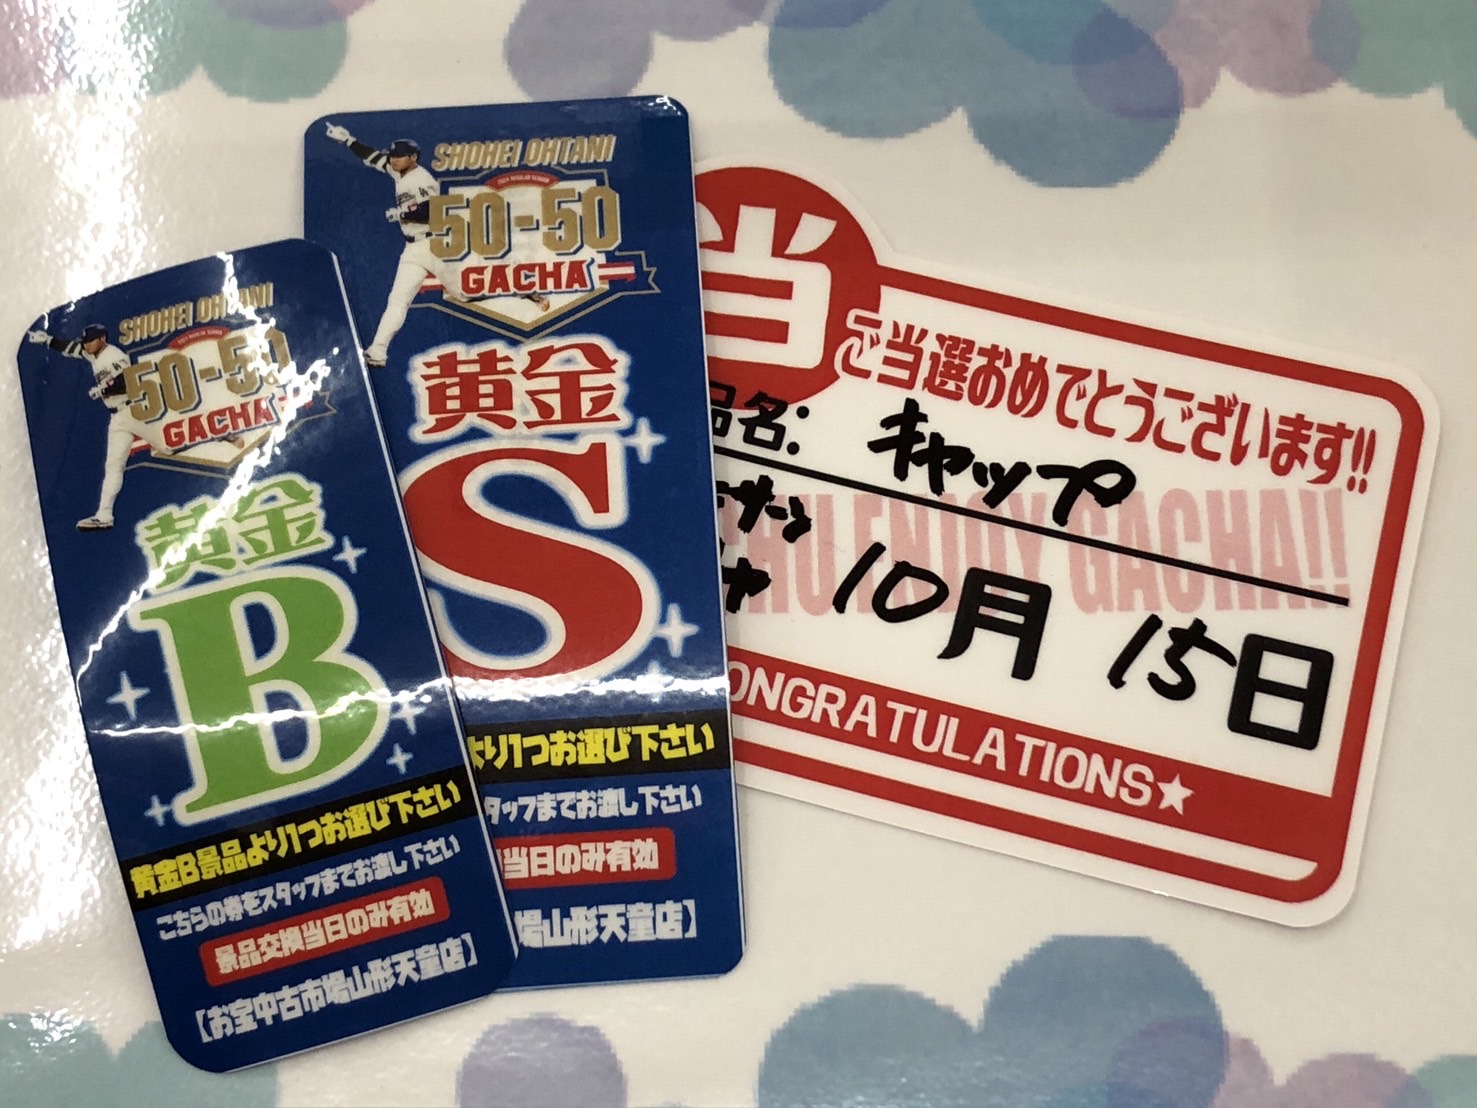 SHOHEI OHTANI
50-50
GACHA
黄金
B
黄金B景品より1つお選び下さい
こちらの券をスタッフまでお渡し下さい
景品交換当日のみ有効
【お宝中古市場山形天童店】
SHOHEI OHTANI
2024 REGULAR SEASON
50-50
GACHA
黄金
S
より1つお選び下さい
タッフまでお渡し下さい
当日のみ有効
場山形天童店】
当
ご当選おめでとうございます!!
品名: キャップ
ENJOY GACHA!!
10月 15日
ONGRATULATIONS★